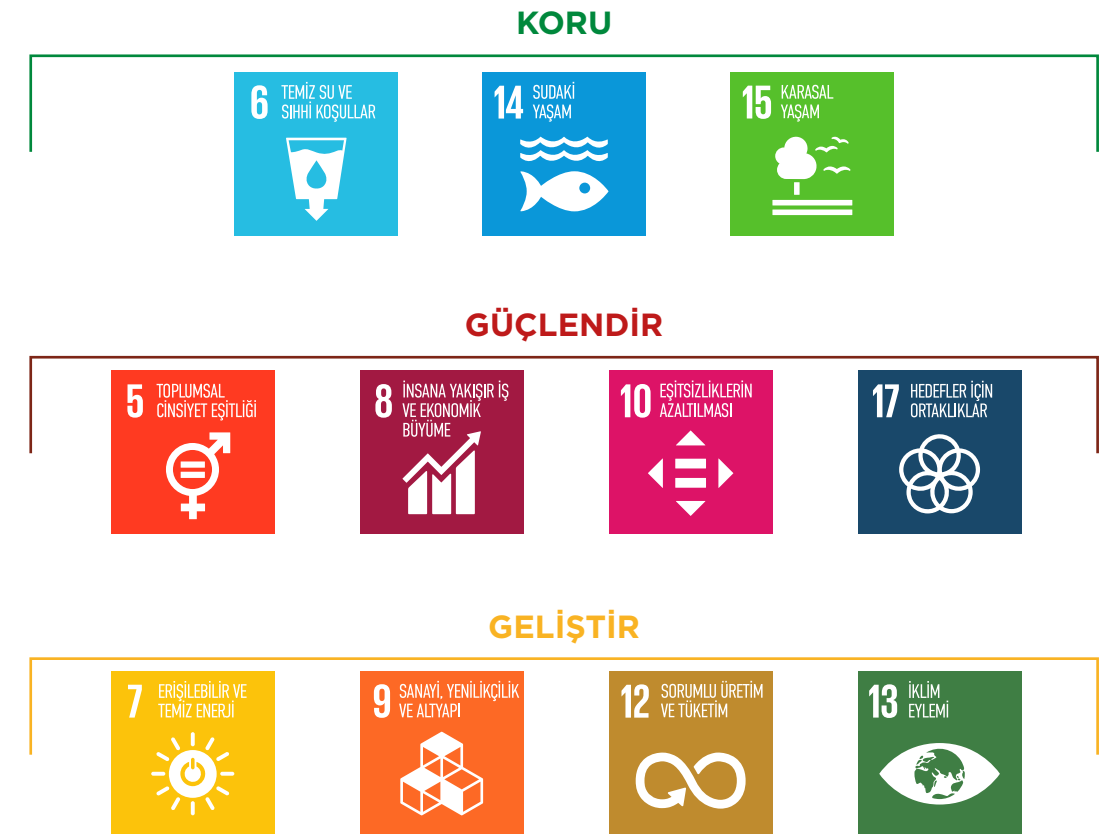 KORU
6 TEMİZ SU VE
SIHHİ KOŞULLAR
14 SUDAKİ
YAŞAM
15 KARASAL
YAŞAM
GÜÇLENDİR
5 TOPLUMSAL
CİNSİYET EŞİTLİĞİ
8 İNSANA YAKIŞIR İŞ
VE EKONOMİK
BÜYÜME
10 EŞİTSİZLİKLERİN
AZALTILMASI
17 HEDEFLER İÇİN
ORTAKLIKLAR
GELİŞTİR
7 ERİŞİLEBİLİR VE
TEMİZ ENERJİ
9 SANAYİ, YENİLİKÇİLİK
VE ALTYAPI
12 SORUMLU ÜRETİM
VE TÜKETİM
13 İKLİM
EYLEMİ